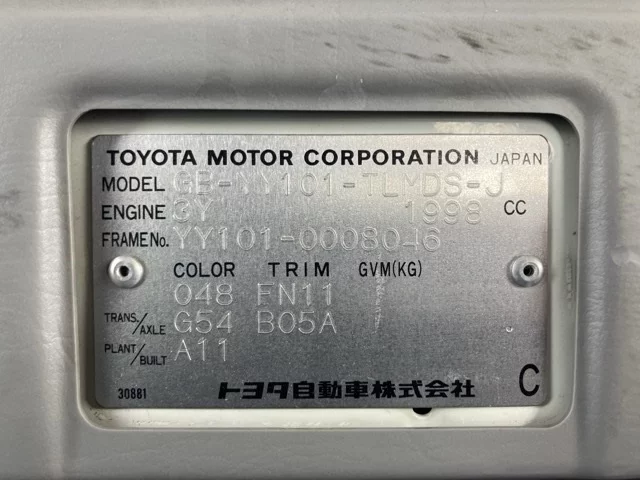 TOYOTA MOTOR CORPORATION JAPAN
MODEL GB-YY101-TLMDS-J
ENGINE 3Y 1998 CC
FRAME No. YY101-0008046
COLOR TRIM GVM(KG)
048 FN11
TRANS./AXLE G54 B05A
PLANT/BUILT A11
30881 トヨタ自動車株式会社 C